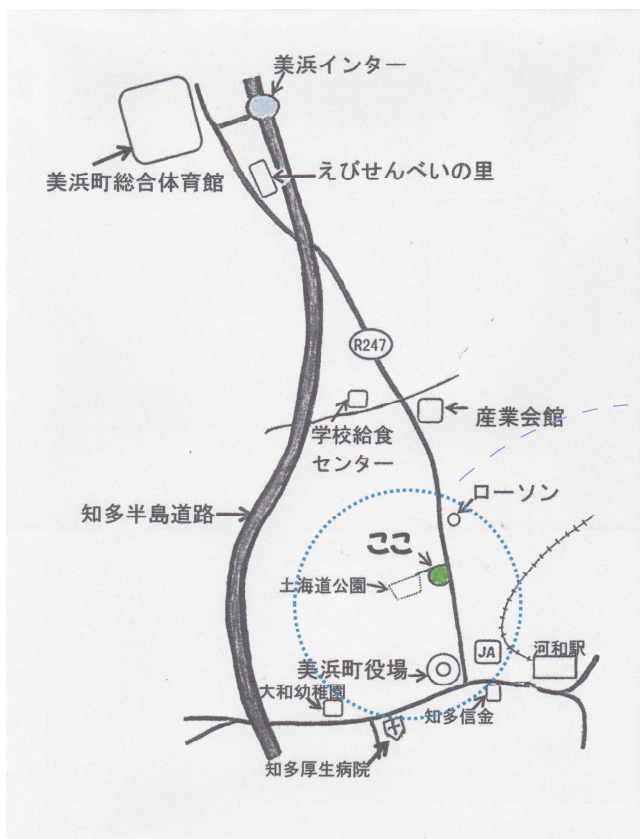 美浜インター
えびせんべいの里
美浜町総合体育館
R247
産業会館
学校給食
センター
ローソン
知多半島道路
ここ
土海道公園
JA
河和駅
美浜町役場
大和幼稚園
知多信金
知多厚生病院